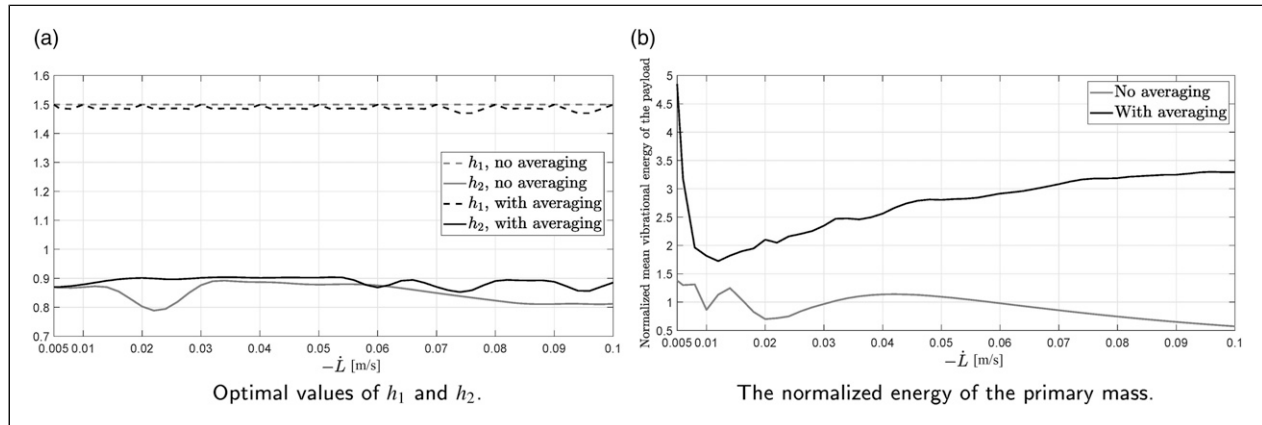 (a)
1.6
1.5
1.4
1.3
1.2
1.1
1
0.9
0.8
0.7
h₁, no averaging
h₂, no averaging
h₁, with averaging
h₂, with averaging
0.005 0.01 0.02 0.03 0.04 0.05 0.06 0.07 0.08 0.09 0.1
−L̇ [m/s]
Optimal values of h₁ and h₂.
(b)
Normalized mean vibrational energy of the payload
5
4.5
4
3.5
3
2.5
2
1.5
1
0.5
No averaging
With averaging
0.005 0.01 0.02 0.03 0.04 0.05 0.06 0.07 0.08 0.09 0.1
−L̇ [m/s]
The normalized energy of the primary mass.